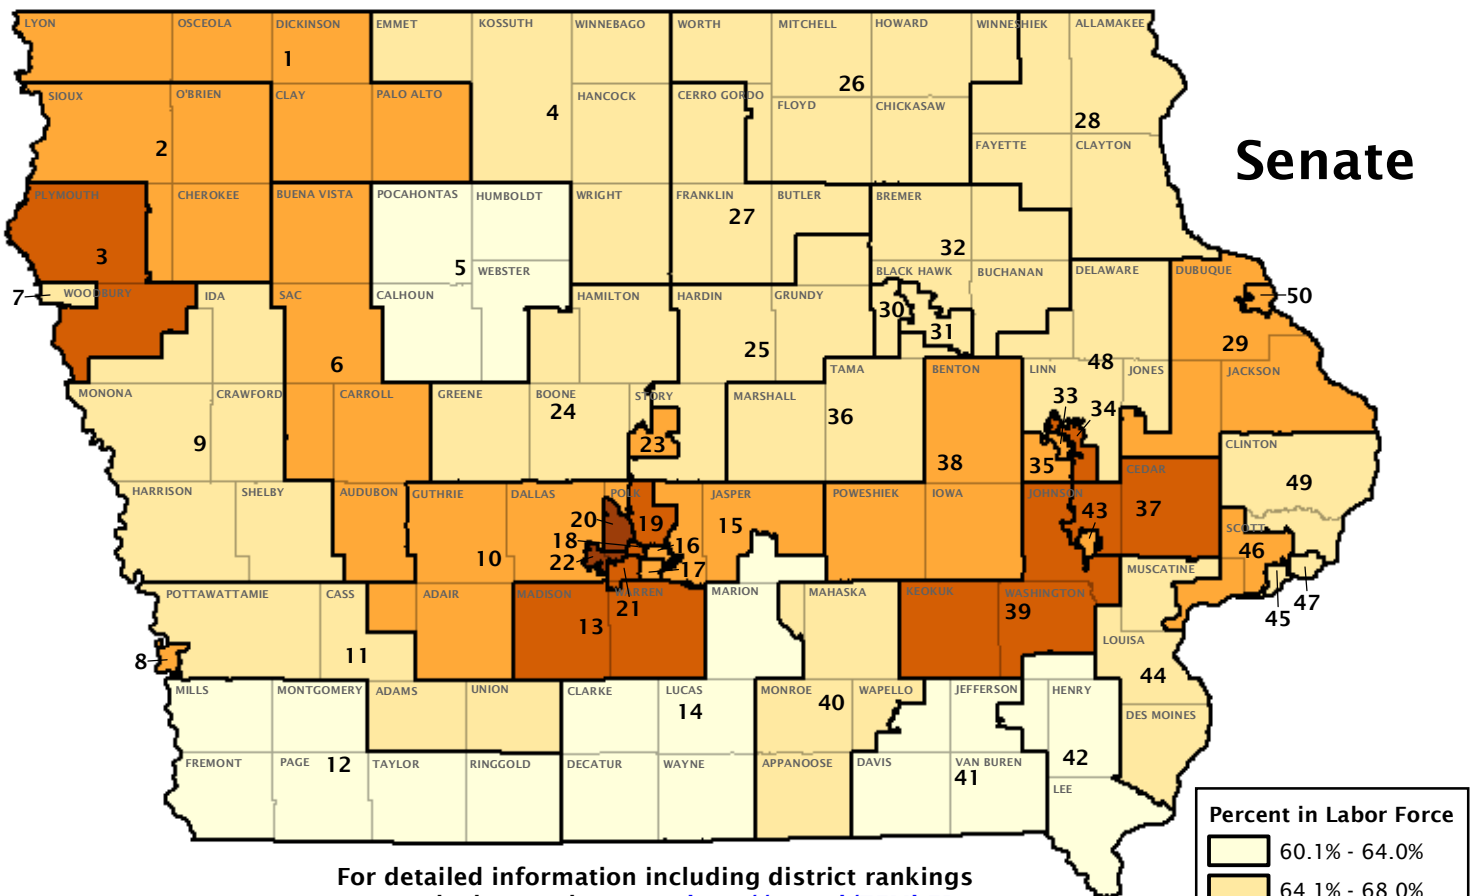 LYON OSCEOLA DICKINSON EMMET KOSSUTH WINNEBAGO WORTH MITCHELL HOWARD WINNESHIEK ALLAMAKEE
1
26
SIOUX O'BRIEN CLAY PALO ALTO HANCOCK CERRO GORDO FLOYD CHICKASAW
4
28
2
FAYETTE CLAYTON
Senate
PLYMOUTH CHEROKEE BUENA VISTA POCAHONTAS HUMBOLDT WRIGHT FRANKLIN BUTLER BREMER
27
3 5 32
WEBSTER BLACK HAWK BUCHANAN DELAWARE DUBUQUE
7 WOODBURY IDA SAC CALHOUN HAMILTON HARDIN GRUNDY 50
30
31
6 25 48 29
TAMA BENTON LINN JONES JACKSON
MONONA CRAWFORD CARROLL GREENE BOONE STORY MARSHALL
24 36 33 34
9 23
CLINTON
38 35 CEDAR
HARRISON SHELBY AUDUBON GUTHRIE DALLAS POLK JASPER POWESHIEK IOWA JOHNSON 49
20 19 15 43 37
SCOTT
18 16 46
10 22 17
MUSCATINE
POTTAWATTAMIE CASS ADAIR MADISON WARREN MARION MAHASKA KEOKUK WASHINGTON
21 39 45 47
13
LOUISA
8 11
44
MILLS MONTGOMERY ADAMS UNION CLARKE LUCAS MONROE WAPELLO JEFFERSON HENRY
14 40
DES MOINES
FREMONT PAGE 12 TAYLOR RINGGOLD DECATUR WAYNE APPANOOSE DAVIS VAN BUREN 42
41
LEE
Percent in Labor Force
60.1% - 64.0%
64.1% - 68.0%
For detailed information including district rankings